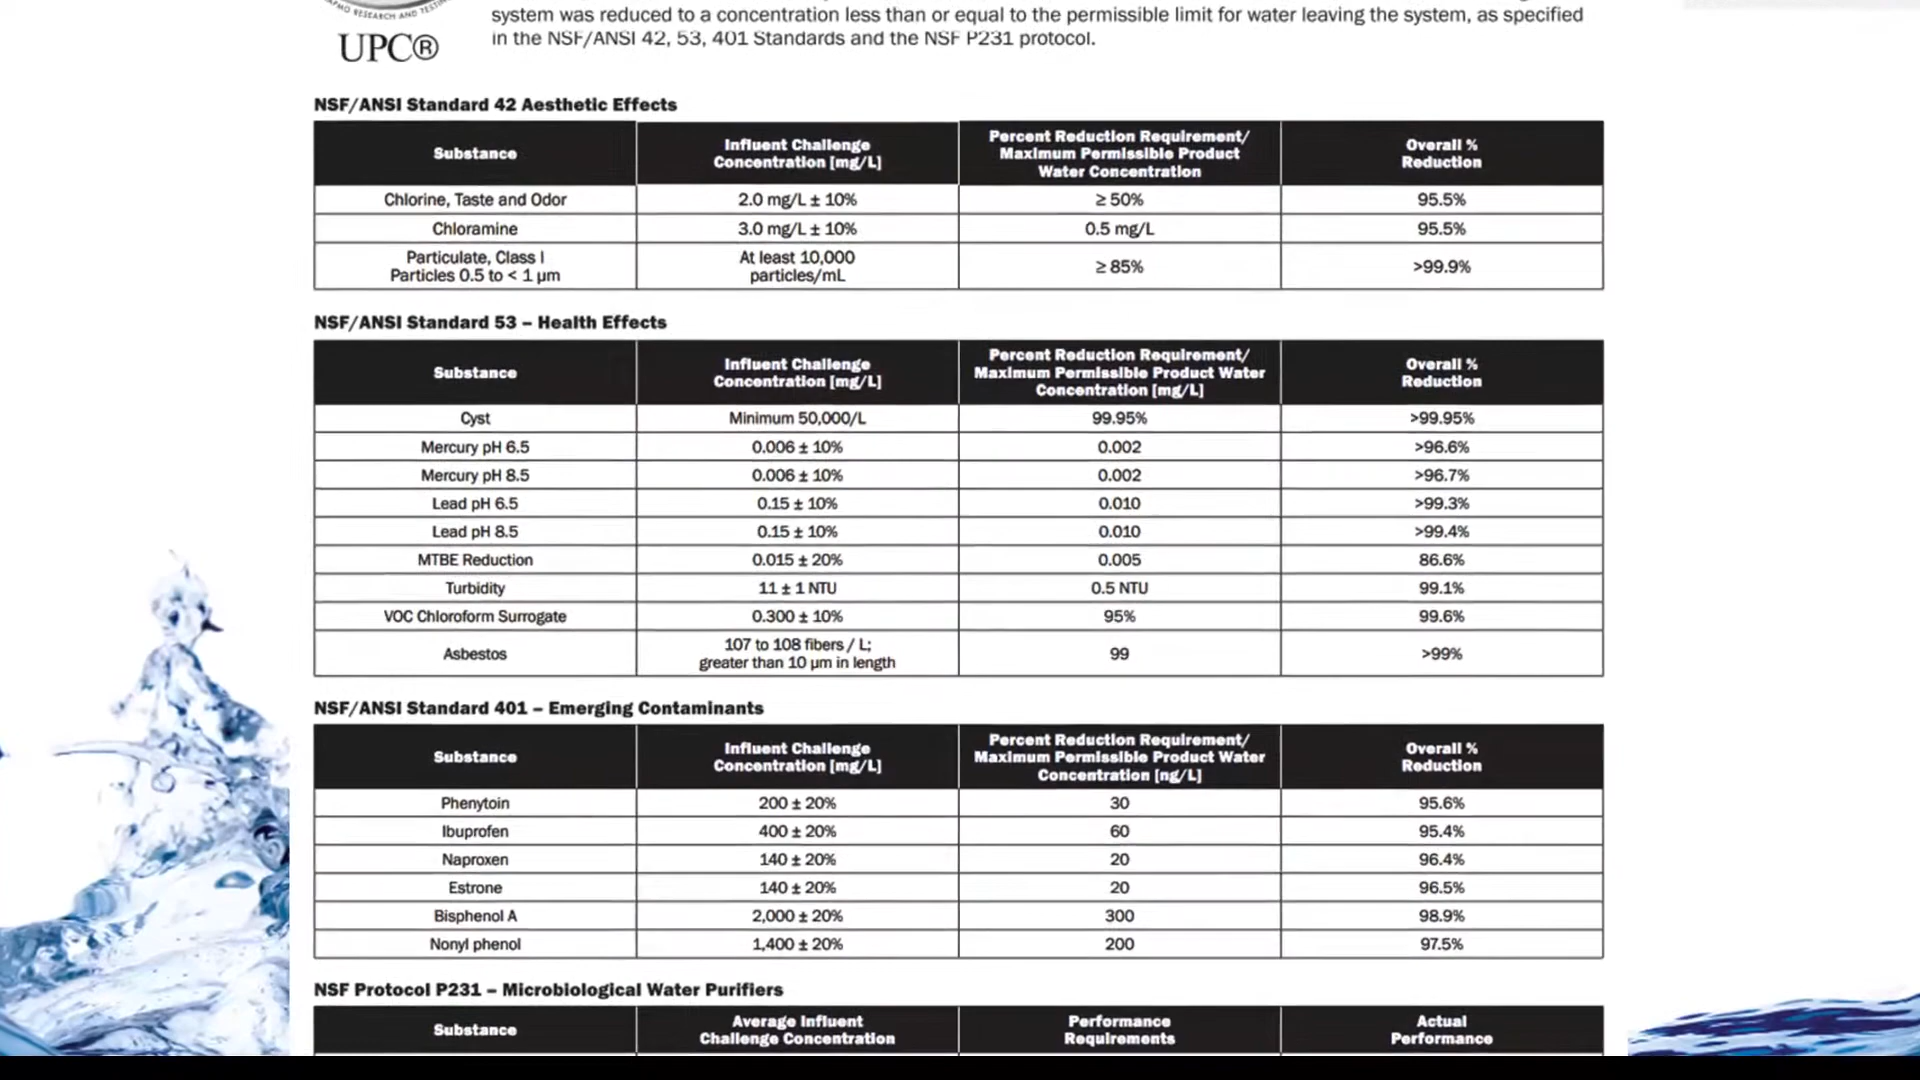 APMO RESEARCH AND TESTIN
UPC®
system was reduced to a concentration less than or equal to the permissible limit for water leaving the system, as specified
in the NSF/ANSI 42, 53, 401 Standards and the NSF P231 protocol.
NSF/ANSI Standard 42 Aesthetic Effects
Substance
Influent Challenge
Concentration [mg/L]
Percent Reduction Requirement/
Maximum Permissible Product
Water Concentration
Overall %
Reduction
Chlorine, Taste and Odor 2.0 mg/L ± 10% ≥ 50% 95.5%
Chloramine 3.0 mg/L ± 10% 0.5 mg/L 95.5%
Particulate, Class I
Particles 0.5 to < 1 µm
At least 10,000
particles/mL
≥ 85%
>99.9%
NSF/ANSI Standard 53 – Health Effects
Substance
Influent Challenge
Concentration [mg/L]
Percent Reduction Requirement/
Maximum Permissible Product Water
Concentration [mg/L]
Overall %
Reduction
Cyst Minimum 50,000/L 99.95% >99.95%
Mercury pH 6.5 0.006 ± 10% 0.002 >96.6%
Mercury pH 8.5 0.006 ± 10% 0.002 >96.7%
Lead pH 6.5 0.15 ± 10% 0.010 >99.3%
Lead pH 8.5 0.15 ± 10% 0.010 >99.4%
MTBE Reduction 0.015 ± 20% 0.005 86.6%
Turbidity 11 ± 1 NTU 0.5 NTU 99.1%
VOC Chloroform Surrogate 0.300 ± 10% 95% 99.6%
Asbestos
107 to 108 fibers / L;
greater than 10 µm in length
99
>99%
NSF/ANSI Standard 401 – Emerging Contaminants
Substance
Influent Challenge
Concentration [mg/L]
Percent Reduction Requirement/
Maximum Permissible Product Water
Concentration [ng/L]
Overall %
Reduction
Phenytoin 200 ± 20% 30 95.6%
Ibuprofen 400 ± 20% 60 95.4%
Naproxen 140 ± 20% 20 96.4%
Estrone 140 ± 20% 20 96.5%
Bisphenol A 2,000 ± 20% 300 98.9%
Nonyl phenol 1,400 ± 20% 200 97.5%
NSF Protocol P231 – Microbiological Water Purifiers
Substance
Average Influent
Challenge Concentration
Performance
Requirements
Actual
Performance